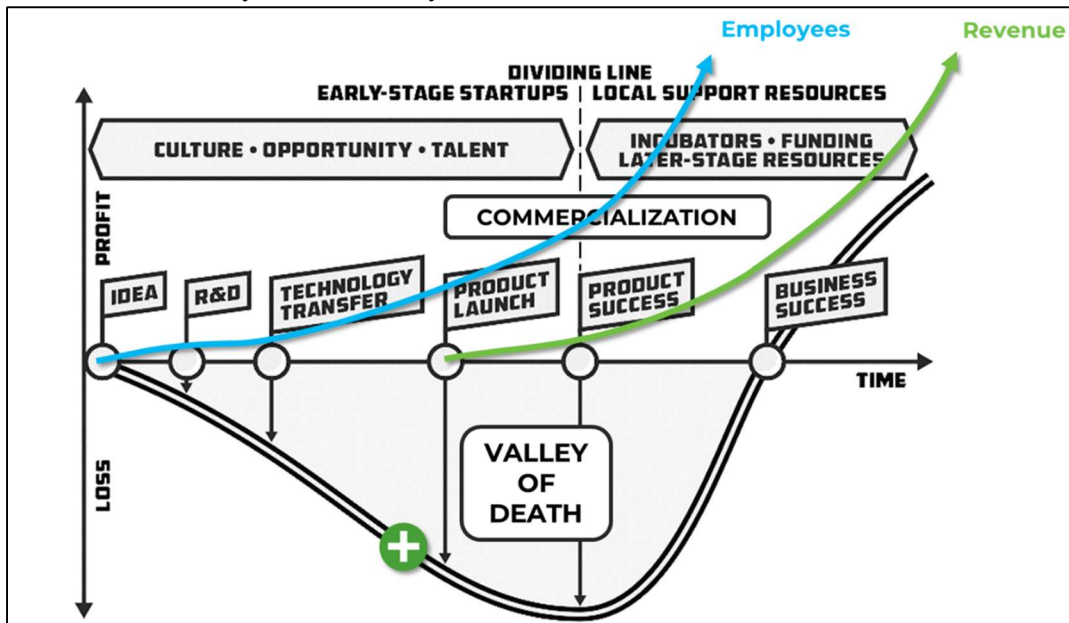 Employees
Revenue
DIVIDING LINE
EARLY-STAGE STARTUPS
LOCAL SUPPORT RESOURCES
CULTURE • OPPORTUNITY • TALENT
INCUBATORS • FUNDING
LATER-STAGE RESOURCES
COMMERCIALIZATION
PROFIT
IDEA
R&D
TECHNOLOGY
TRANSFER
PRODUCT
LAUNCH
PRODUCT
SUCCESS
BUSINESS
SUCCESS
TIME
LOSS
VALLEY
OF
DEATH